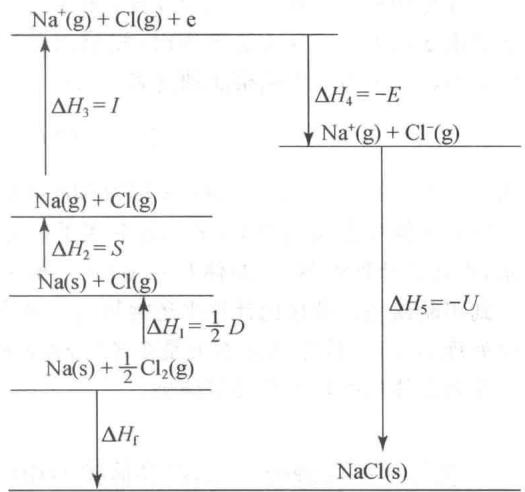 Na⁺(g) + Cl(g) + e
ΔH₃ = I
ΔH₄ = −E
Na⁺(g) + Cl⁻(g)
Na(g) + Cl(g)
ΔH₂ = S
Na(s) + Cl(g)
ΔH₅ = −U
ΔH₁ = ½ D
Na(s) + ½ Cl₂(g)
ΔHf
NaCl(s)